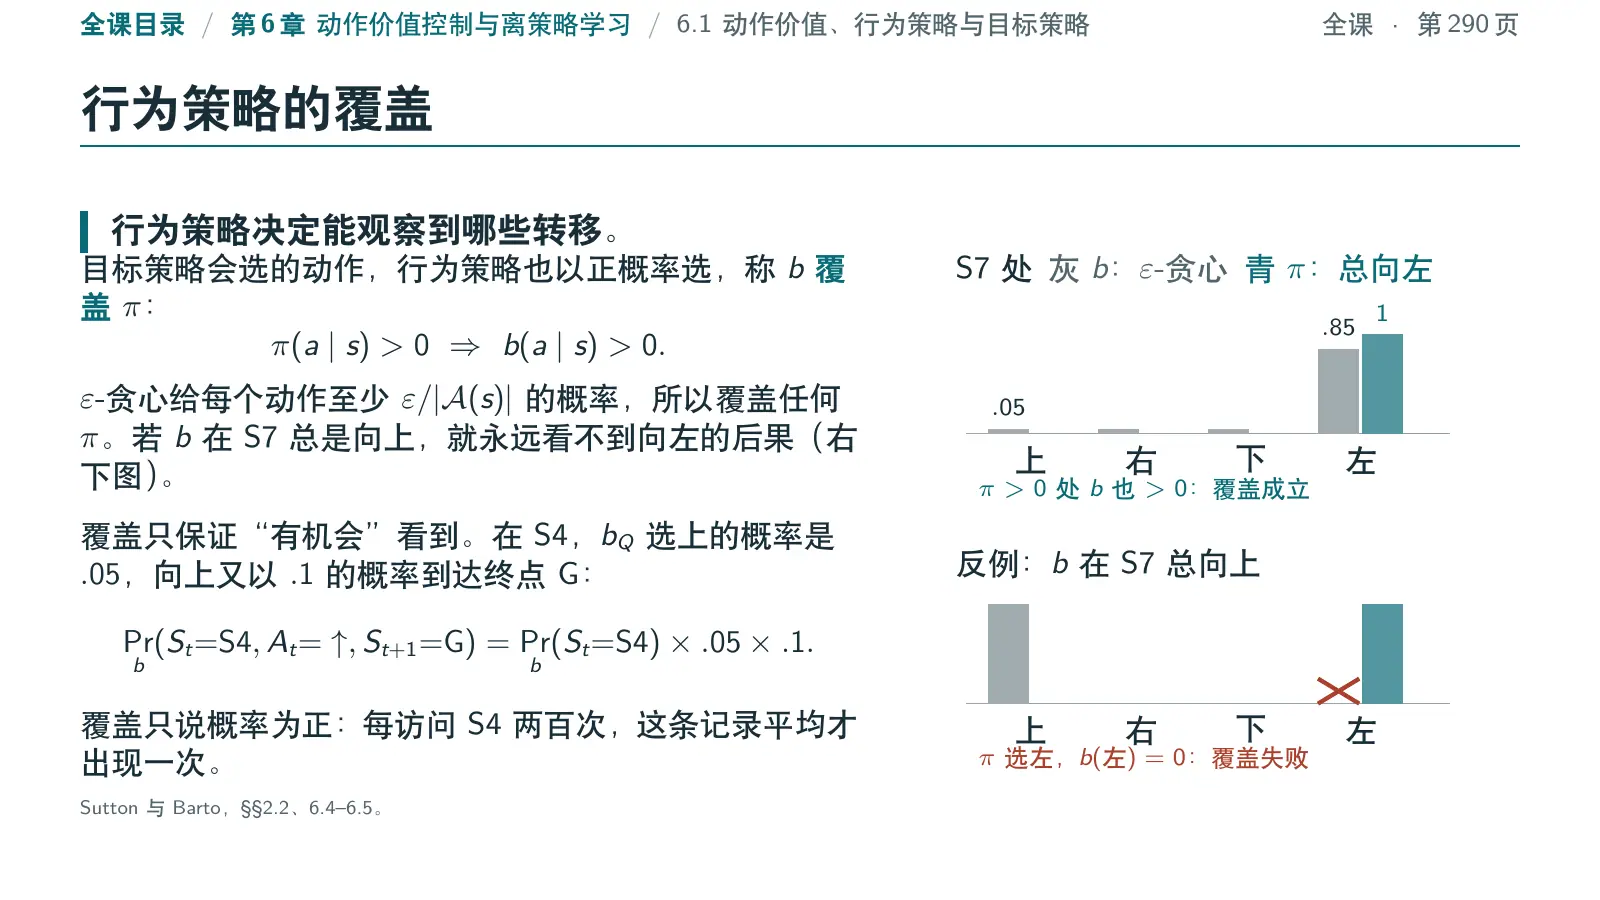 全课目录 / 第 6 章 动作价值控制与离策略学习 / 6.1 动作价值、行为策略与目标策略
全课 · 第 290 页
行为策略的覆盖
行为策略决定能观察到哪些转移。
目标策略会选的动作，行为策略也以正概率选，称 b 覆
盖 π：
π(a | s) > 0 ⇒ b(a | s) > 0.
ε-贪心给每个动作至少 ε/|𝒜(s)| 的概率，所以覆盖任何
π。若 b 在 S7 总是向上，就永远看不到向左的后果（右
下图）。
覆盖只保证“有机会”看到。在 S4，b_Q 选上的概率是
.05，向上又以 .1 的概率到达终点 G：
Pr_b(S_t=S4, A_t=↑, S_{t+1}=G) = Pr_b(S_t=S4) × .05 × .1.
覆盖只说概率为正：每访问 S4 两百次，这条记录平均才
出现一次。
Sutton 与 Barto，§§2.2、6.4–6.5。
S7 处 灰 b：ε-贪心 青 π：总向左
.05 .85 1
上 右 下 左
π > 0 处 b 也 > 0：覆盖成立
反例：b 在 S7 总向上
上 右 下 左
π 选左，b(左) = 0：覆盖失败